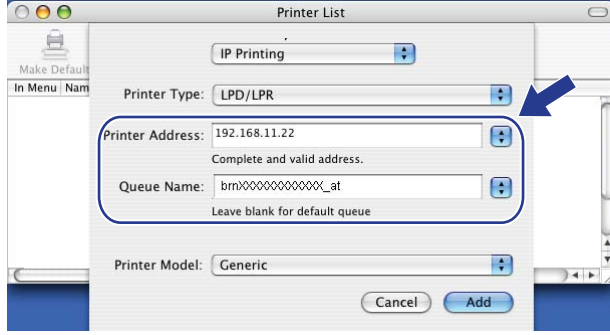 Printer List
Make Default
In Menu Nam
IP Printing
Printer Type: LPD/LPR
Printer Address: 192.168.11.22
Complete and valid address.
Queue Name: brnXXXXXXXXXXXX_at
Leave blank for default queue
Printer Model: Generic
Cancel Add